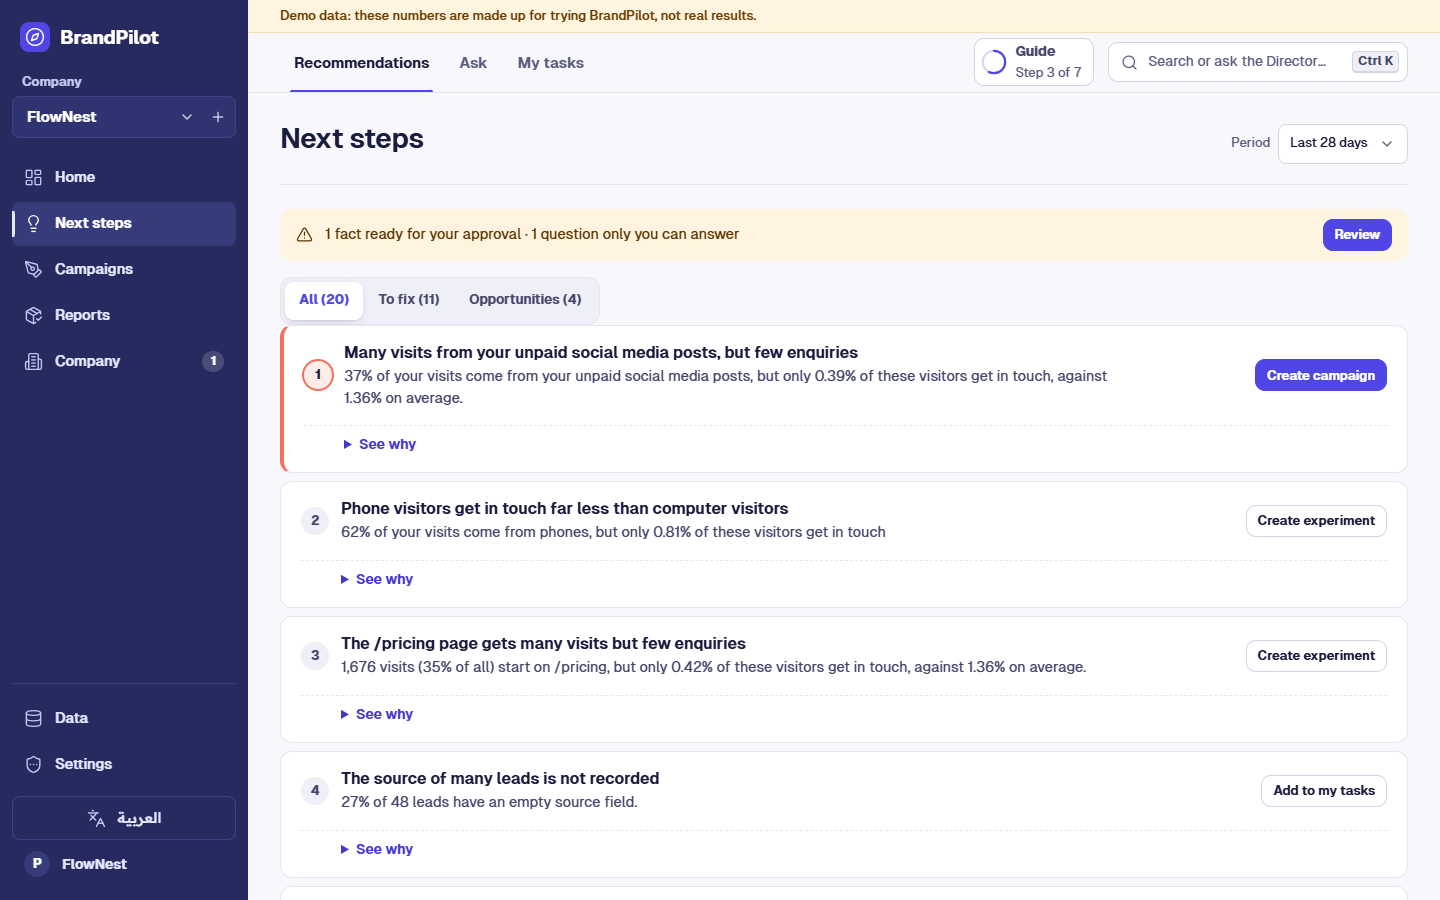 Demo data: these numbers are made up for trying BrandPilot, not real results.
BrandPilot
Company
FlowNest
Home
Next steps
Campaigns
Reports
Company 1
Data
Settings
العربية
P FlowNest
Recommendations Ask My tasks
Guide
Step 3 of 7
Search or ask the Director... Ctrl K
Next steps
Period Last 28 days
1 fact ready for your approval · 1 question only you can answer Review
All (20) To fix (11) Opportunities (4)
1
Many visits from your unpaid social media posts, but few enquiries
37% of your visits come from your unpaid social media posts, but only 0.39% of these visitors get in touch, against
1.36% on average.
Create campaign
See why
2
Phone visitors get in touch far less than computer visitors
62% of your visits come from phones, but only 0.81% of these visitors get in touch
Create experiment
See why
3
The /pricing page gets many visits but few enquiries
1,676 visits (35% of all) start on /pricing, but only 0.42% of these visitors get in touch, against 1.36% on average.
Create experiment
See why
4
The source of many leads is not recorded
27% of 48 leads have an empty source field.
Add to my tasks
See why